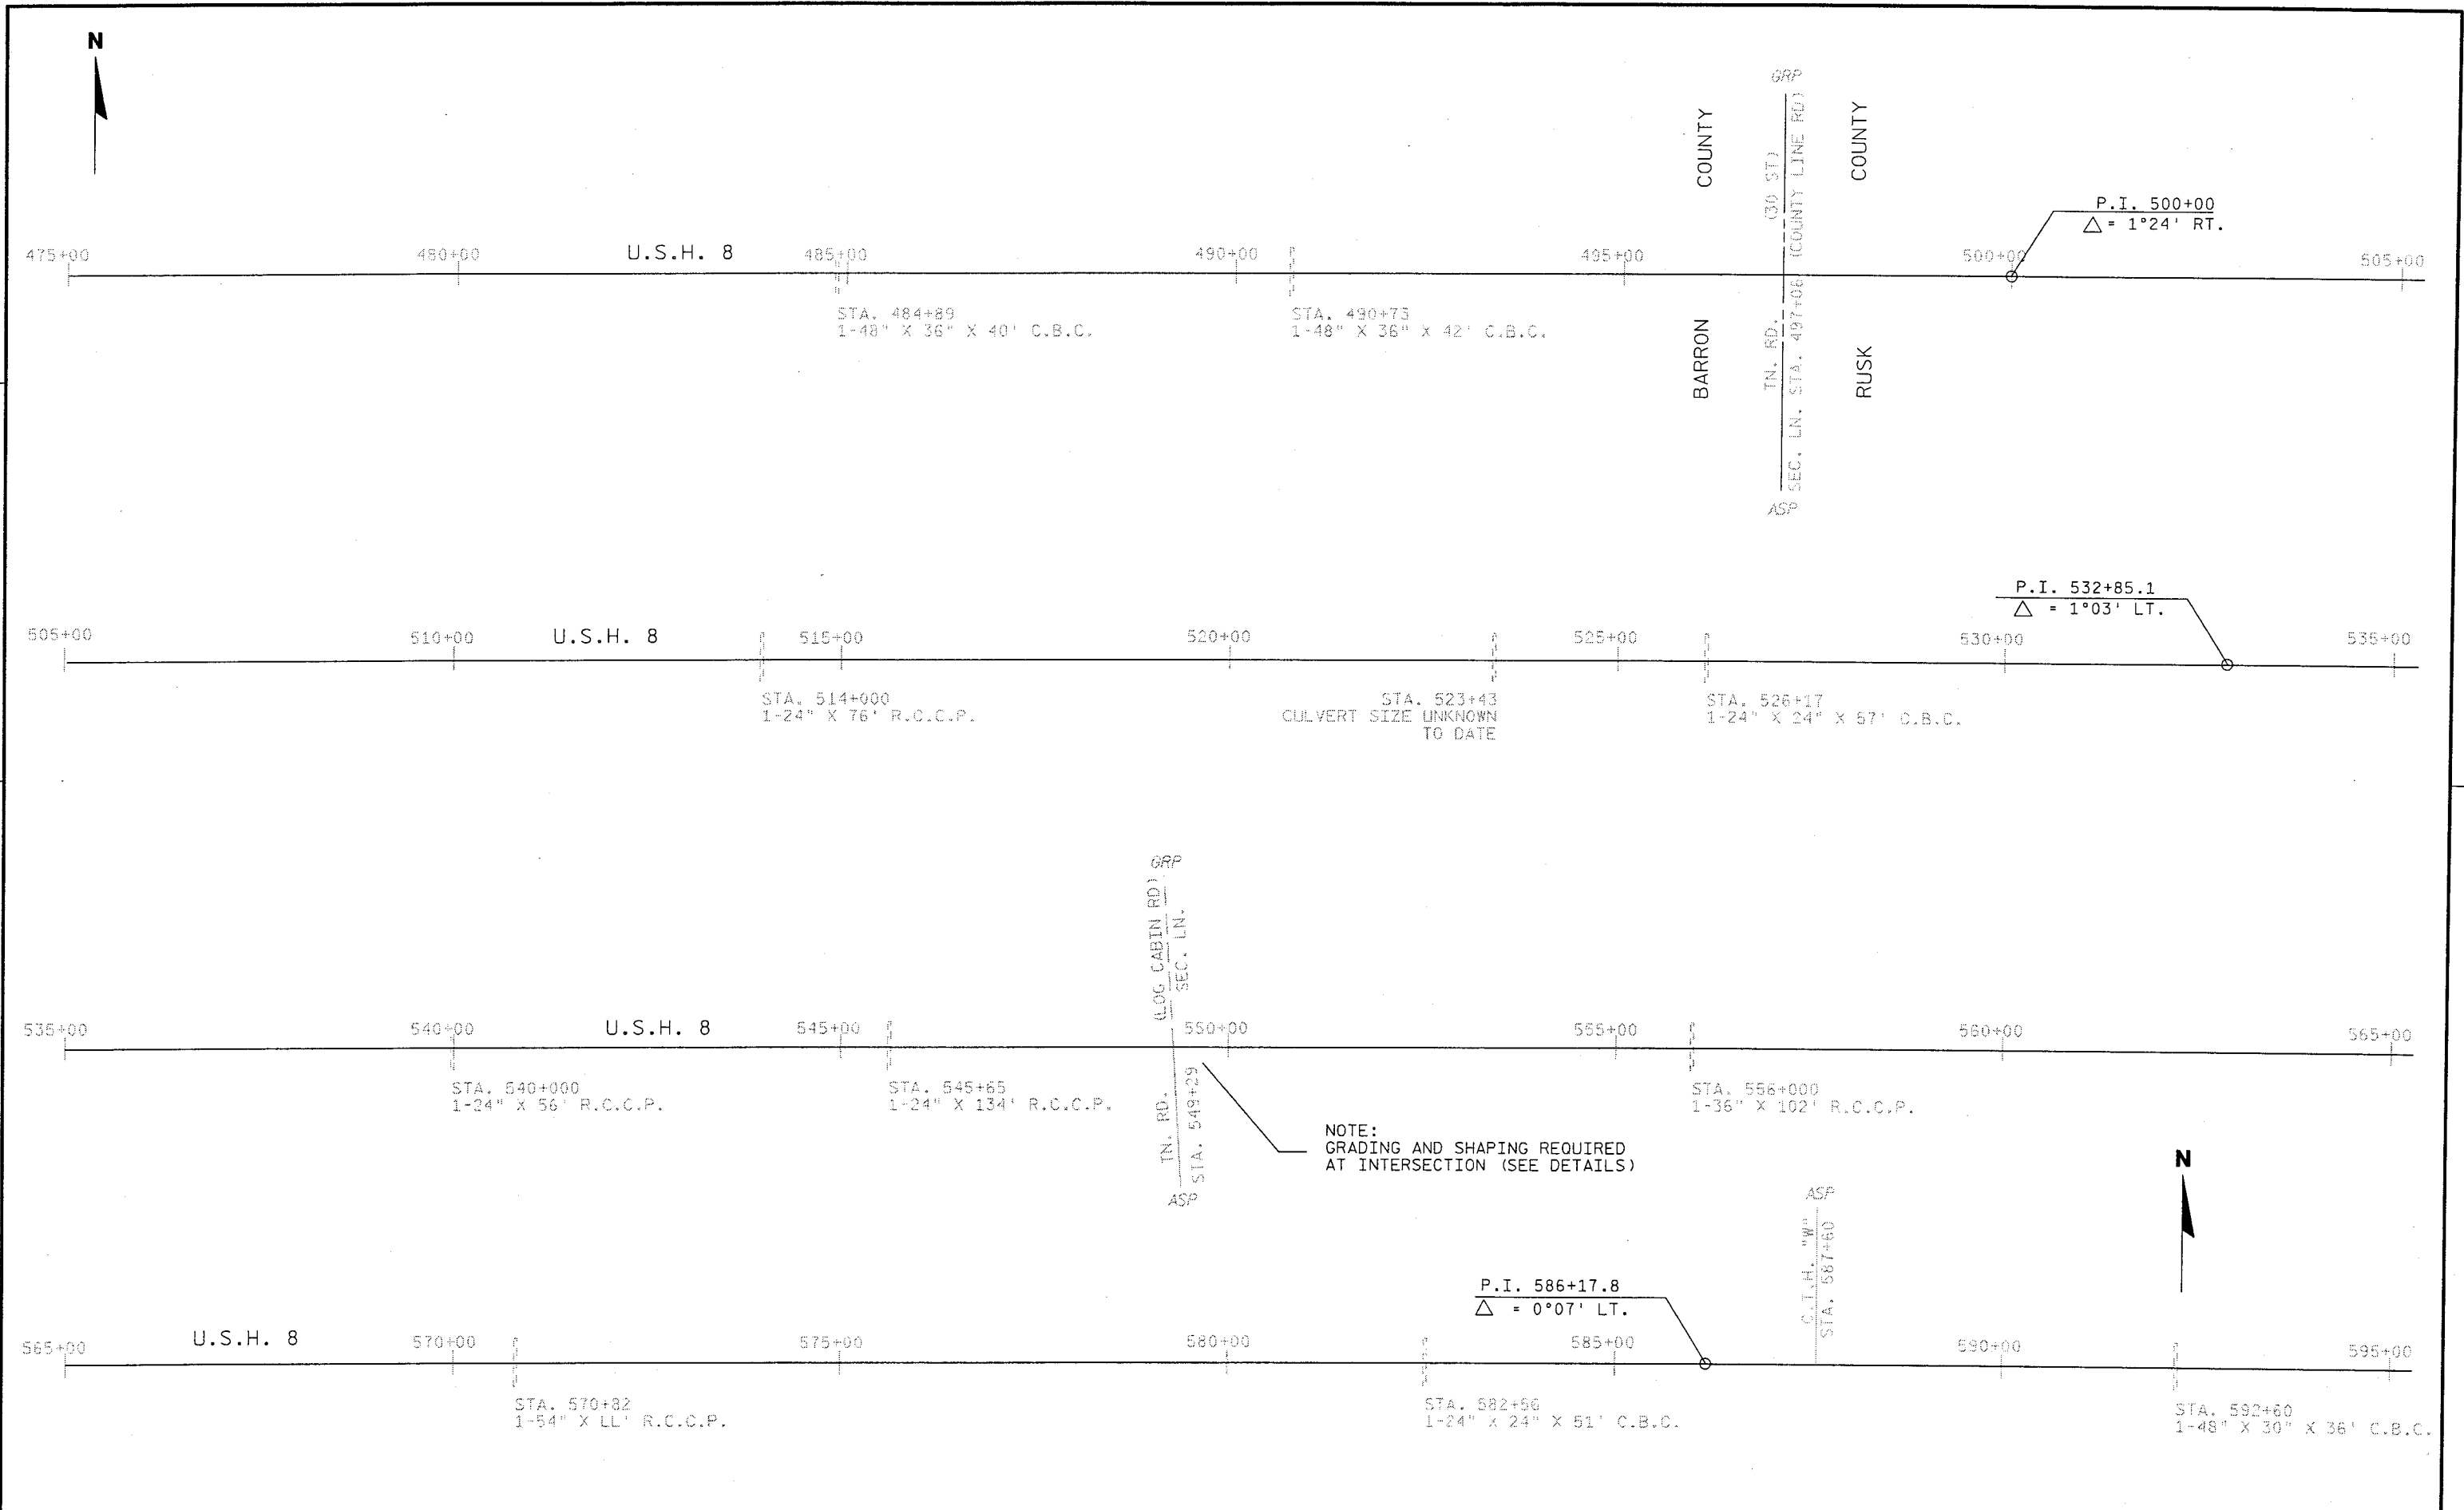 N
GRP
BARRON COUNTY
RUSK COUNTY
TN. RD. (30 ST)
SEC. LN. STA. 497+06 (COUNTY LINE RD)
ASP
P.I. 500+00
△ = 1°24' RT.
475+00 480+00 U.S.H. 8 485+00 490+00 495+00 500+00 505+00
STA. 484+89
1-48" X 36" X 40' C.B.C.
STA. 490+73
1-48" X 36" X 42' C.B.C.
P.I. 532+85.1
△ = 1°03' LT.
505+00 510+00 U.S.H. 8 515+00 520+00 525+00 530+00 535+00
STA. 514+000
1-24" X 76' R.C.C.P.
STA. 523+43
CULVERT SIZE UNKNOWN
TO DATE
STA. 526+17
1-24" X 24" X 57' C.B.C.
GRP
TN. RD. (LOG CABIN RD)
SEC. LN.
STA. 549+29
ASP
535+00 540+00 U.S.H. 8 545+00 550+00 555+00 560+00 565+00
STA. 540+000
1-24" X 56' R.C.C.P.
STA. 545+65
1-24" X 134' R.C.C.P.
STA. 556+000
1-36" X 102' R.C.C.P.
NOTE:
GRADING AND SHAPING REQUIRED
AT INTERSECTION (SEE DETAILS)
N
ASP
C.T.H. "W"
STA. 587+60
P.I. 586+17.8
△ = 0°07' LT.
565+00 U.S.H. 8 570+00 575+00 580+00 585+00 590+00 595+00
STA. 570+82
1-54" X LL' R.C.C.P.
STA. 582+56
1-24" X 24" X 51' C.B.C.
STA. 592+60
1-48" X 30" X 36' C.B.C.